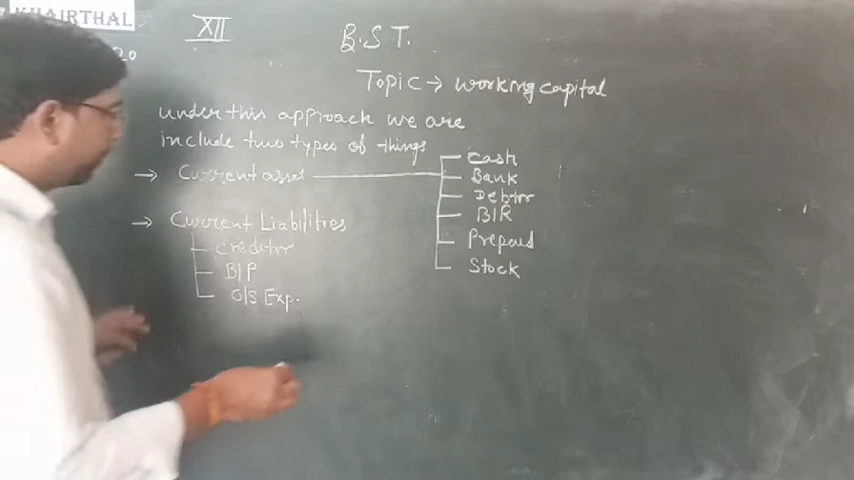 KHAIRTHAL
20
XII
B.S T.
Topic → working capital
under this approach we are
include two types of things
→ Current asset
Cash
Bank
Debtor
B/R
Prepaid
Stock
→ Current Liabilities
Creditor
B/P
O/S Exp.